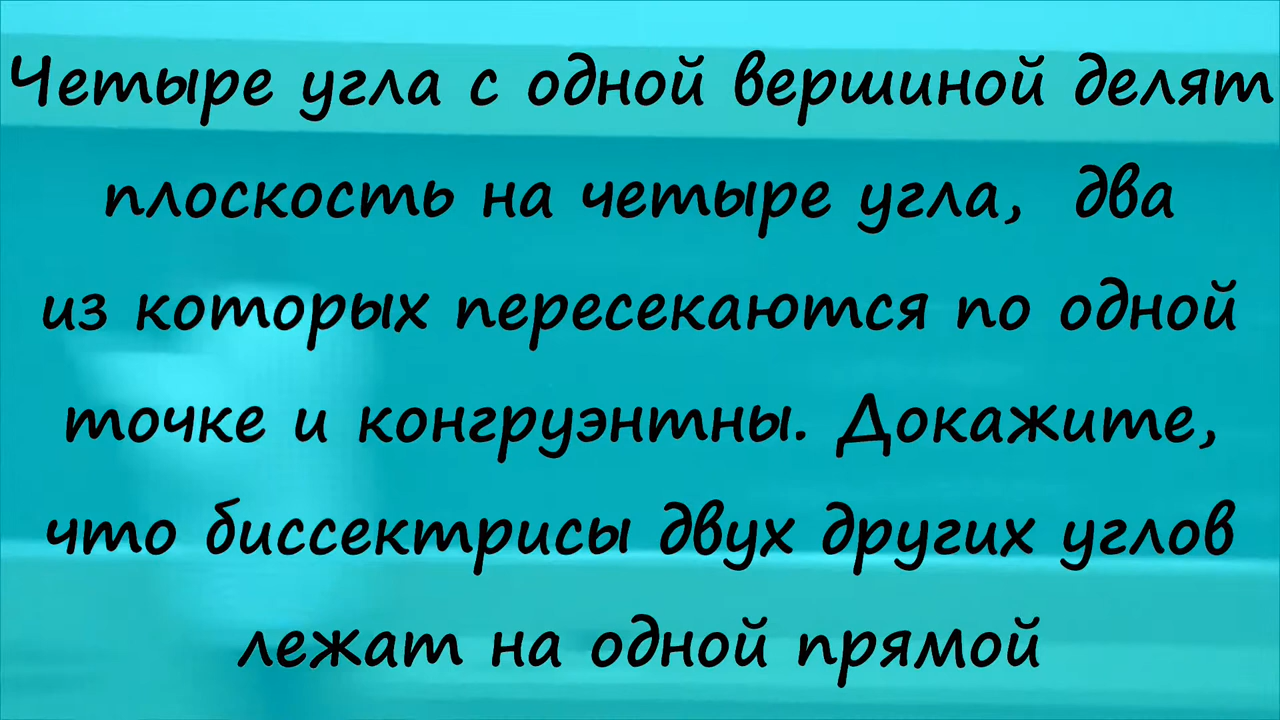 Четыре угла с одной вершиной делят
плоскость на четыре угла, два
из которых пересекаются по одной
точке и конгруэнтны. Докажите,
что биссектрисы двух других углов
лежат на одной прямой